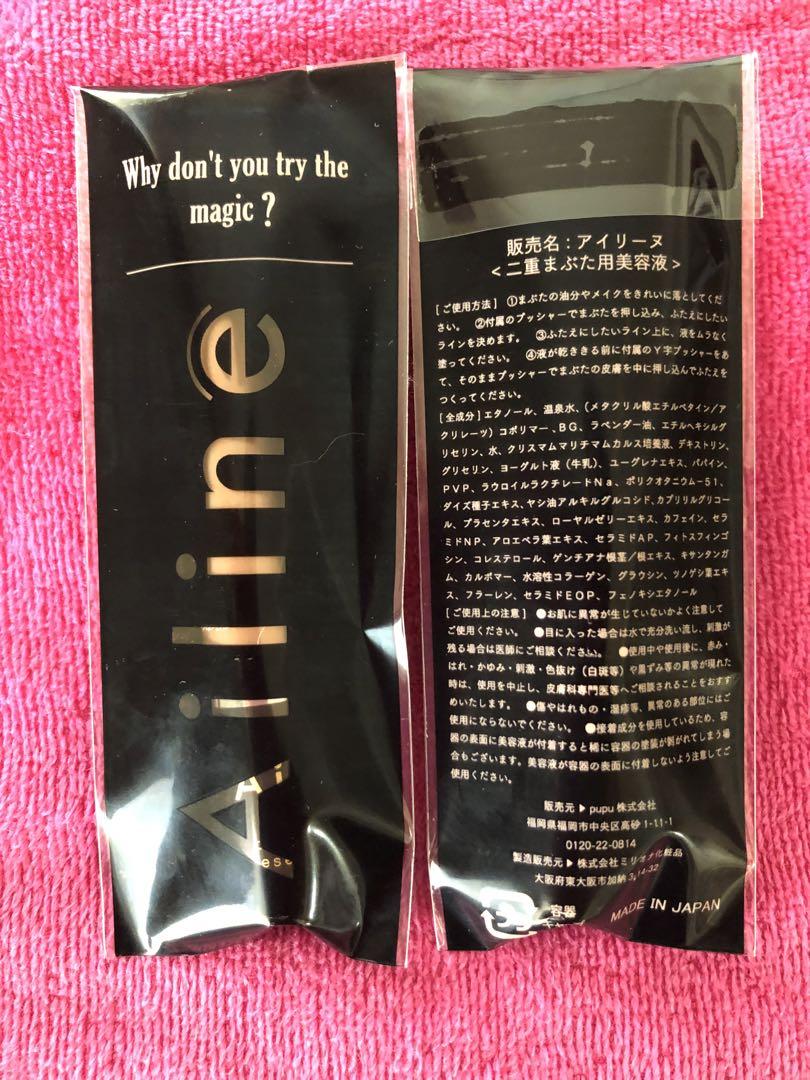 Why don't you try the
magic ?
Ailinē
販売名：アイリーヌ
＜二重まぶた用美容液＞
[ご使用方法] ①まぶたの油分やメイクをきれいに落としてくだ
さい。 ②付属のプッシャーでまぶたを押し込み、ふたえにしたい
ラインを決めます。 ③ふたえにしたいライン上に、液をムラなく
塗ってください。 ④液が乾ききる前に付属のY字プッシャーをあ
て、そのままプッシャーでまぶたの皮膚を中に押し込んでふたえを
つくってください。
[全成分] エタノール、温泉水、(メタクリル酸エチルベタイン／ア
クリレーツ) コポリマー、BG、ラベンダー油、エチルヘキシルグ
リセリン、水、クリスマムマリチマムカルス培養液、デキストリン、
グリセリン、ヨーグルト液 (牛乳)、ユーグレナエキス、パパイン、
PVP、ラウロイルラクチレートNa、ポリクオタニウム－51、
ダイズ種子エキス、ヤシ油アルキルグルコシド、カプリリルグリコー
ル、プラセンタエキス、ローヤルゼリーエキス、カフェイン、セラ
ミドNP、アロエベラ葉エキス、セラミドAP、フィトスフィンゴ
シン、コレステロール、ゲンチアナ根茎／根エキス、キサンタンガ
ム、カルボマー、水溶性コラーゲン、グラウシン、ツノゲシ葉エキ
ス、フラーレン、セラミドEOP、フェノキシエタノール
[ご使用上の注意] ●お肌に異常が生じていないかよく注意して
ご使用ください。 ●目に入った場合は水で充分洗い流し、刺激が
残る場合は医師にご相談ください。 ●使用中や使用後に、赤み・
はれ・かゆみ・刺激・色抜け (白斑等) や黒ずみ等の異常が現れた
時は、使用を中止し、皮膚科専門医等へご相談されることをおすす
めいたします。 ●傷やはれもの・湿疹等、異常のある部位にはご
使用にならないでください。 ●接着成分を使用しているため、容
器の表面に美容液が付着すると稀に容器の塗装が剥がれてしまう場
合もございます。美容液が容器の表面に付着しないよう注意してご
使用ください。
販売元▶pupu 株式会社
福岡県福岡市中央区高砂 1-11-1
0120-22-0814
製造販売元▶株式会社ミリオナ化粧品
大阪府東大阪市加納 3-14-32
容器
MADE IN JAPAN